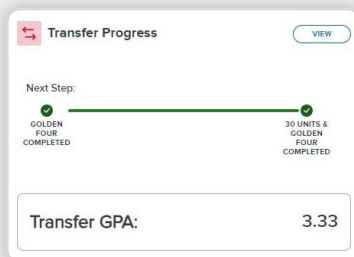 Transfer Progress
VIEW
Next Step:
GOLDEN
FOUR
COMPLETED
30 UNITS &
GOLDEN
FOUR
COMPLETED
Transfer GPA: 3.33